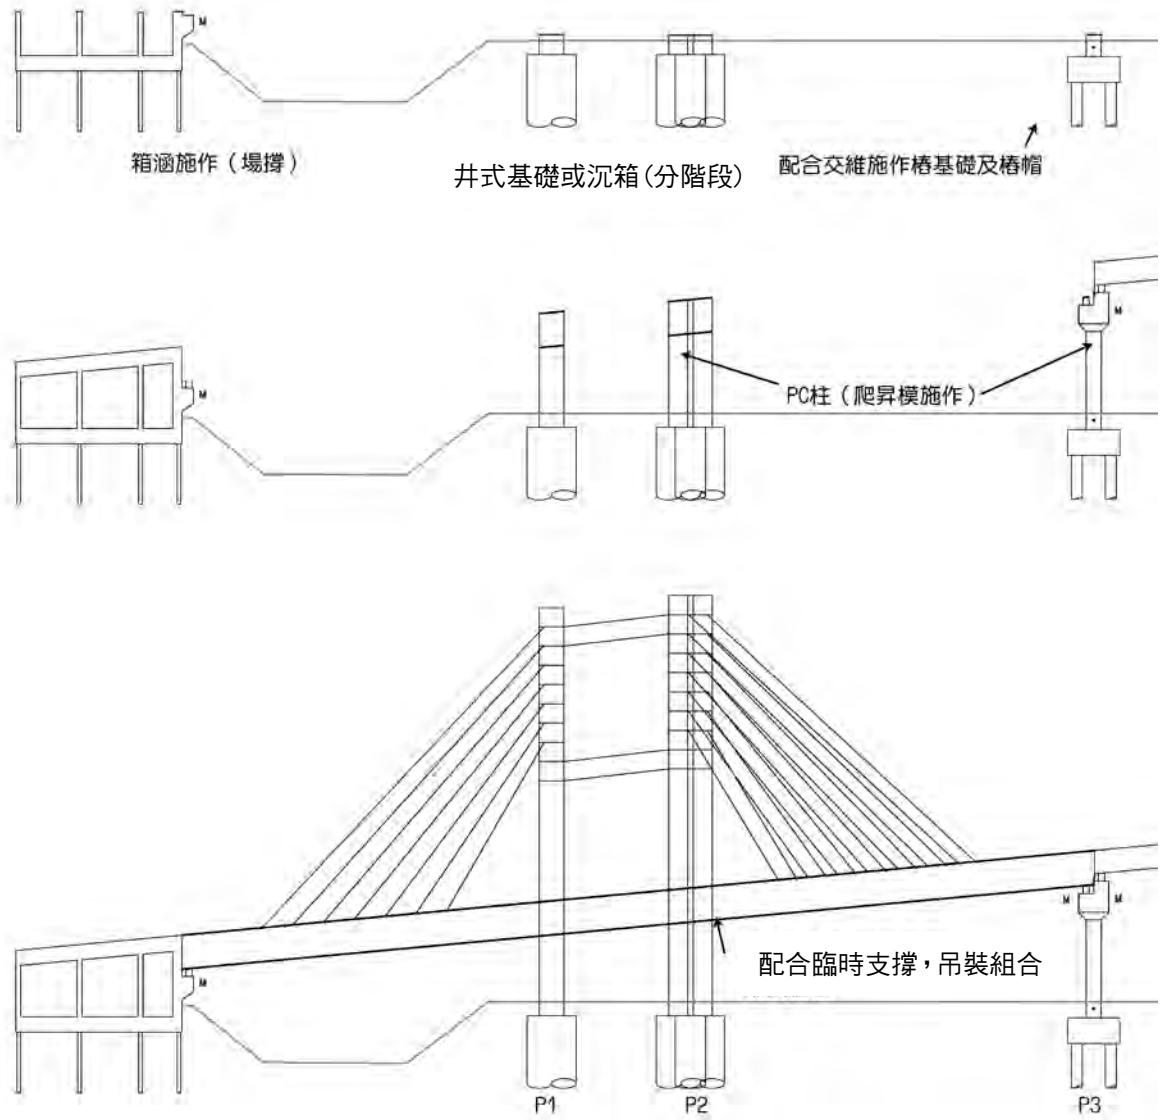 M
箱涵施作(場撐)
井式基礎或沉箱(分階段)
配合交維施作樁基礎及樁帽
M
M
PC柱(爬昇模施作)
M
M
M
配合臨時支撐,吊裝組合
P1
P2
P3